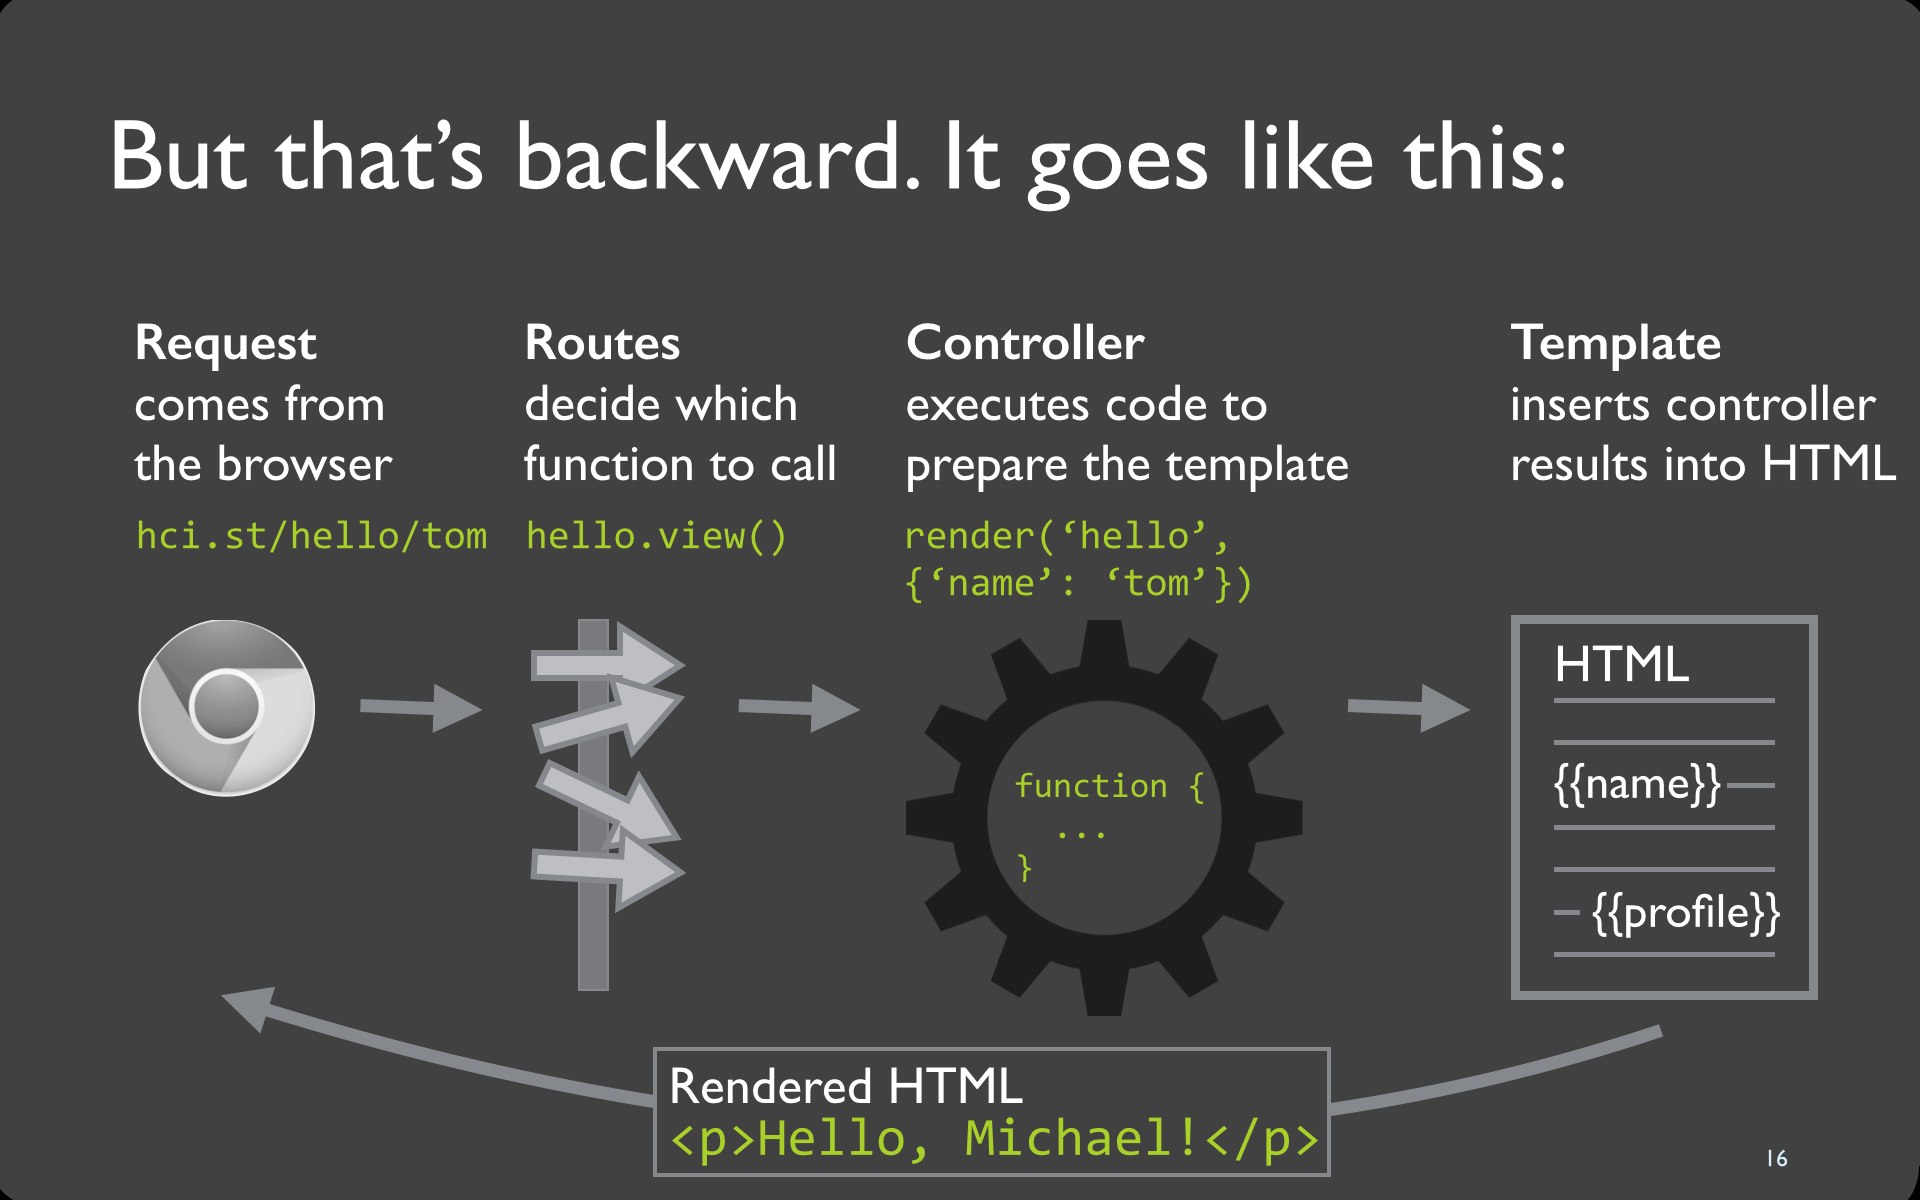 But that’s backward. It goes like this:
Request
comes from
the browser
hci.st/hello/tom
Routes
decide which
function to call
hello.view()
Controller
executes code to
prepare the template
render(‘hello’,
{‘name’: ‘tom’})
function {
...
}
Template
inserts controller
results into HTML
HTML
{{name}}
{{profile}}
Rendered HTML
<p>Hello, Michael!</p>
16